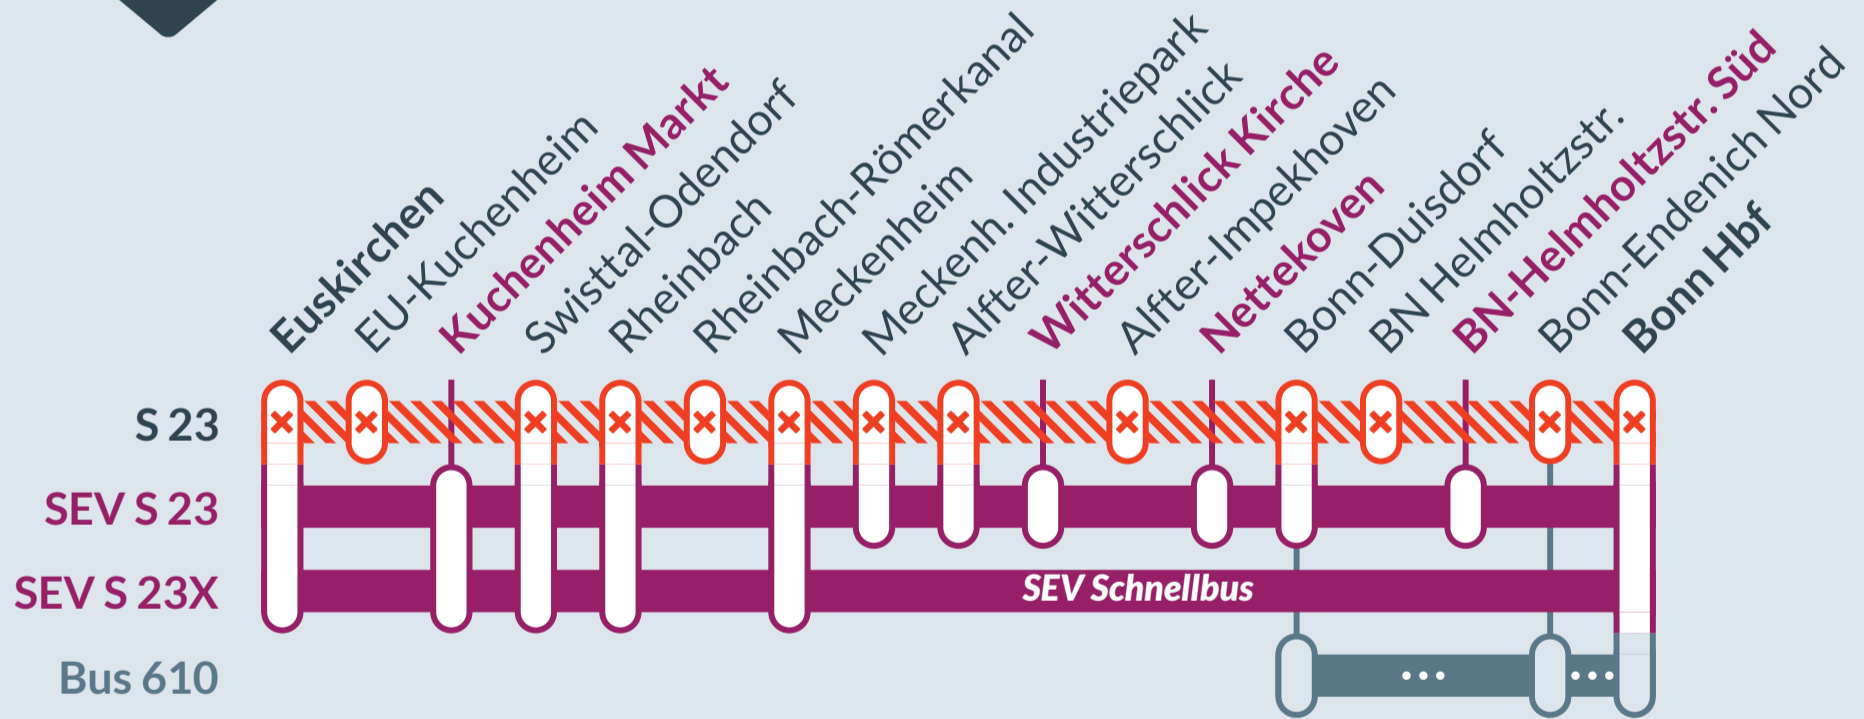 Euskirchen
EU-Kuchenheim
Kuchenheim Markt
Swisttal-Odendorf
Rheinbach
Rheinbach-Römerkanal
Meckenheim
Meckenh. Industriepark
Alfter-Witterschlick
Witterschlick Kirche
Alfter-Impekhoven
Nettekoven
Bonn-Duisdorf
BN Helmholtzstr.
BN-Helmholtzstr. Süd
Bonn-Endenich Nord
Bonn Hbf
S 23
SEV S 23
SEV S 23X
SEV Schnellbus
Bus 610